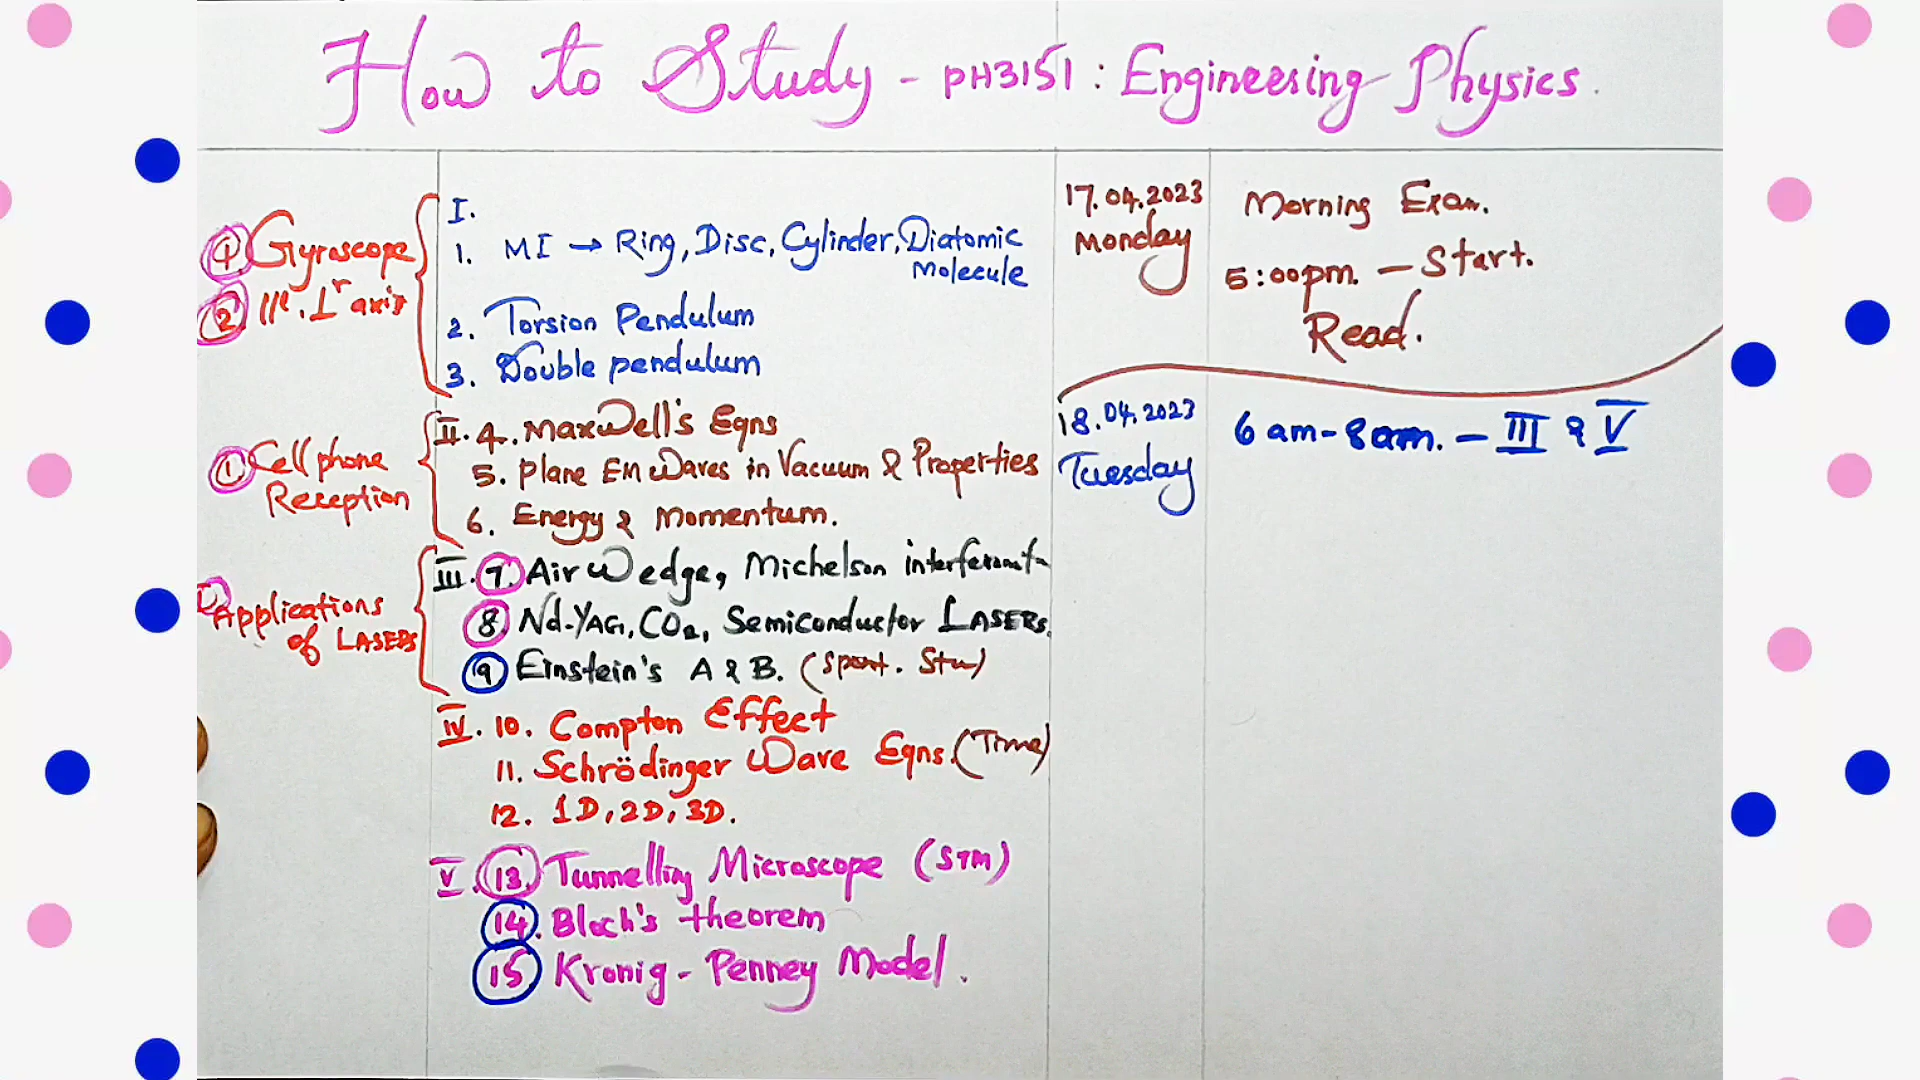 How to Study - PH3151 : Engineering Physics.
① Gyroscope
② 11el. ⊥r axis
I.
1. MI → Ring, Disc, Cylinder, Diatomic
Molecule
2. Torsion Pendulum
3. Double pendulum
① Cell phone
Reception
II. 4. Maxwell's Eqns
5. Plane EM Waves in Vacuum & Properties
6. Energy & Momentum.
① Applications
of LASERS
III. 7. Air Wedge, Michelson
8. Nd-YAG, CO2, Semiconductor LASERs.
9 Einstein's A & B. (Spont. Stu)
IV. 10. Compton Effect
11. Schrödinger Wave Eqns. (Time)
12. 1D, 2D, 3D.
V. 13. Tunnelling Microscope (STM)
14. Bloch's theorem
15 Kronig - Penney Model.
17.04.2023
Monday
Morning Exam.
5:00pm. - Start.
Read.
18.04.2023
Tuesday
6 am - 8 am. - III & V